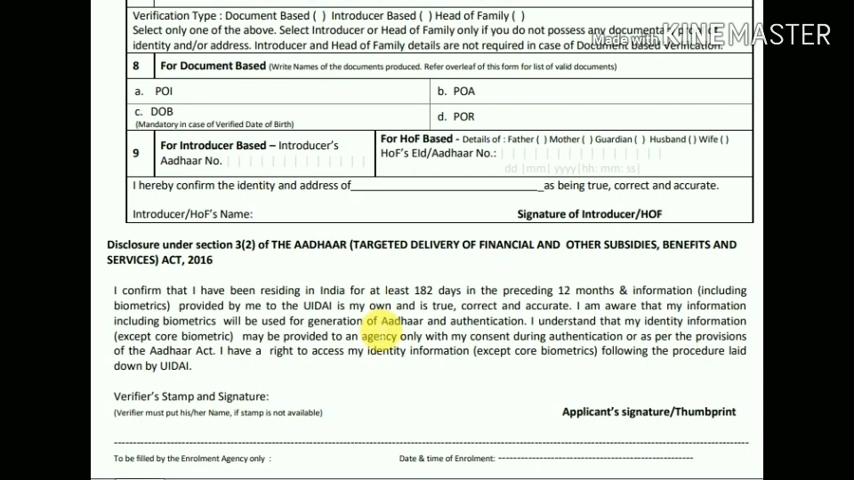 Verification Type : Document Based ( ) Introducer Based ( ) Head of Family ( )
Select only one of the above. Select Introducer or Head of Family only if you do not possess any documentary proof of
identity and/or address. Introducer and Head of Family details are not required in case of Document Based Verification.
Made with KINEMASTER
8 For Document Based (Write Names of the documents produced. Refer overleaf of this form for list of valid documents)
a. POI b. POA
c. DOB d. POR
(Mandatory in case of Verified Date of Birth)
9 For Introducer Based – Introducer's For HoF Based - Details of : Father ( ) Mother ( ) Guardian ( ) Husband ( ) Wife ( )
Aadhaar No. HoF's EId/Aadhaar No.:
dd |mm| yyyy|hh: mm: ss|
I hereby confirm the identity and address of_______________________________as being true, correct and accurate.
Introducer/HoF's Name: Signature of Introducer/HOF
Disclosure under section 3(2) of THE AADHAAR (TARGETED DELIVERY OF FINANCIAL AND OTHER SUBSIDIES, BENEFITS AND
SERVICES) ACT, 2016
I confirm that I have been residing in India for at least 182 days in the preceding 12 months & information (including
biometrics) provided by me to the UIDAI is my own and is true, correct and accurate. I am aware that my information
including biometrics will be used for generation of Aadhaar and authentication. I understand that my identity information
(except core biometric) may be provided to an agency only with my consent during authentication or as per the provisions
of the Aadhaar Act. I have a right to access my identity information (except core biometrics) following the procedure laid
down by UIDAI.
Verifier's Stamp and Signature:
(Verifier must put his/her Name, if stamp is not available) Applicant's signature/Thumbprint
To be filled by the Enrolment Agency only : Date & time of Enrolment: --------------------------------------------